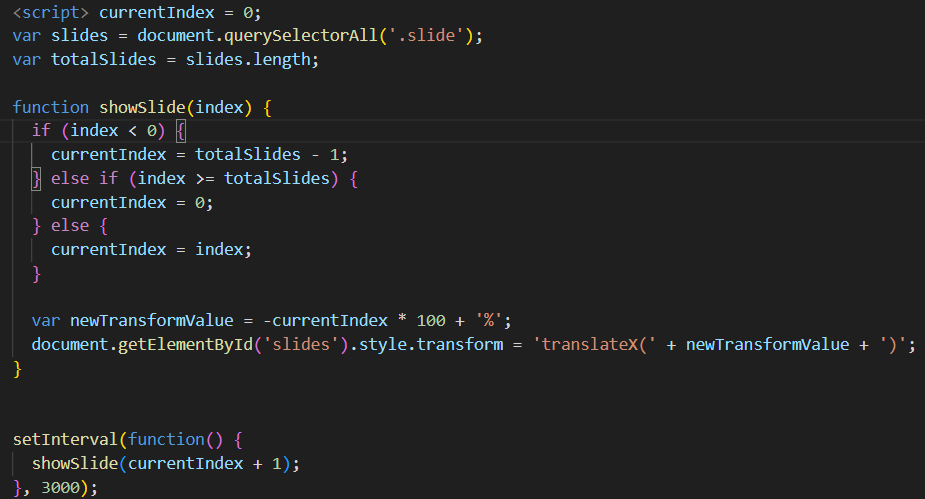 <script> currentIndex = 0;
var slides = document.querySelectorAll('.slide');
var totalSlides = slides.length;

function showSlide(index) {
  if (index < 0) {
    currentIndex = totalSlides - 1;
  } else if (index >= totalSlides) {
    currentIndex = 0;
  } else {
    currentIndex = index;
  }

  var newTransformValue = -currentIndex * 100 + '%';
  document.getElementById('slides').style.transform = 'translateX(' + newTransformValue + ')';
}


setInterval(function() {
  showSlide(currentIndex + 1);
}, 3000);